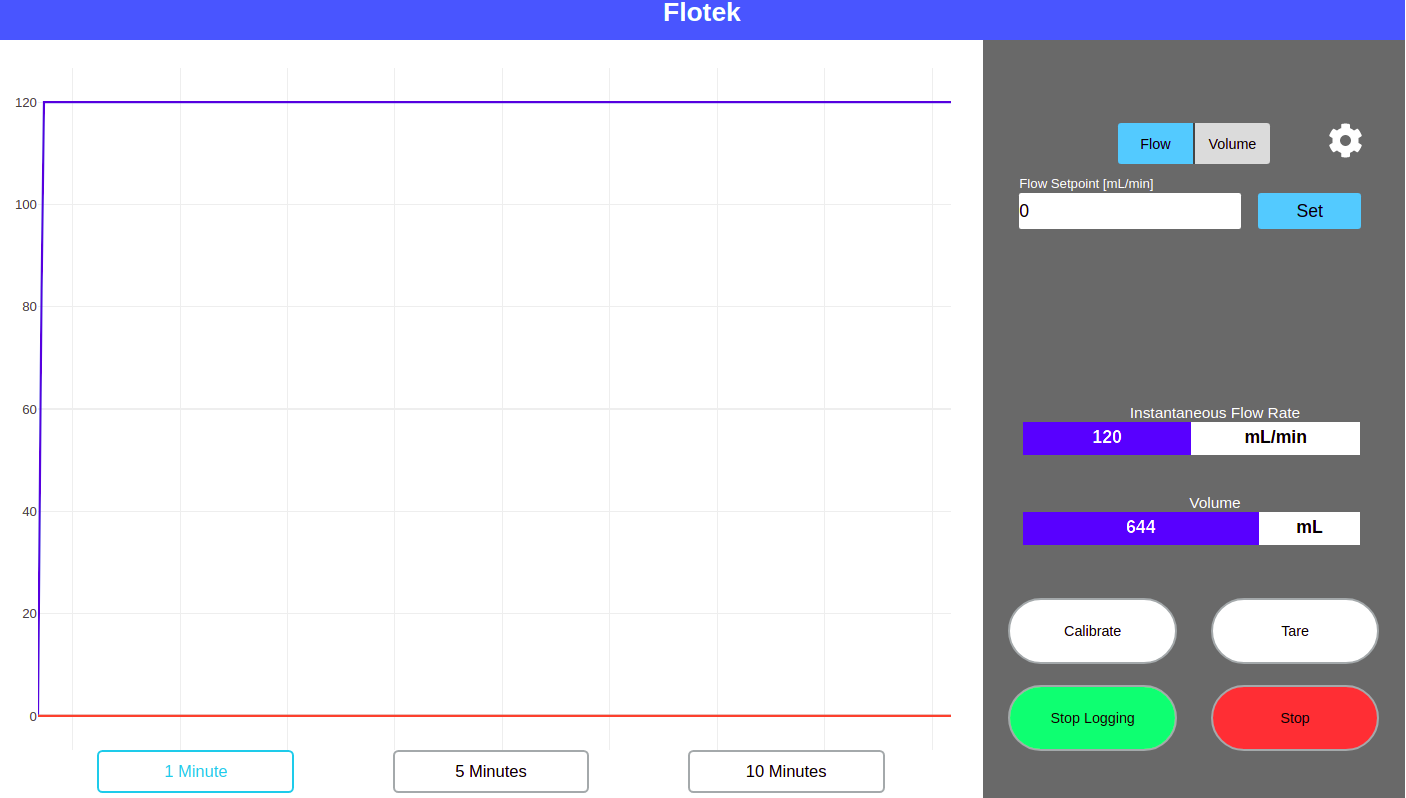 Flotek
120
100
80
60
40
20
0
1 Minute
5 Minutes
10 Minutes
Flow
Volume
Flow Setpoint [mL/min]
0
Set
Instantaneous Flow Rate
120
mL/min
Volume
644
mL
Calibrate
Tare
Stop Logging
Stop